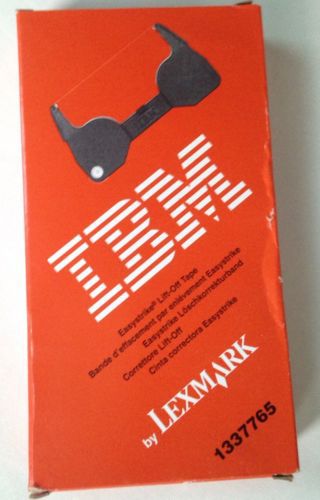 IBM
Easystrike® Lift-Off Tape
Bande d'effacement par enlèvement Easystrike
Easystrike Löschkorrekturband
Correttore Lift-Off
Cinta correctora Easystrike
by LEXMARK
1337765